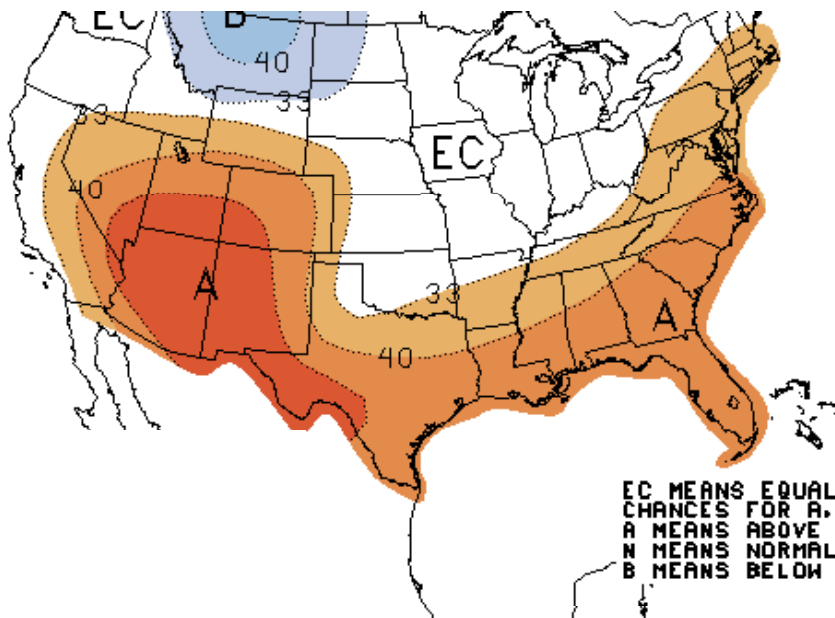 EC
B
40
33
33
EC
40
A
33
A
40
EC MEANS EQUAL
CHANCES FOR A,
A MEANS ABOVE
N MEANS NORMAL
B MEANS BELOW